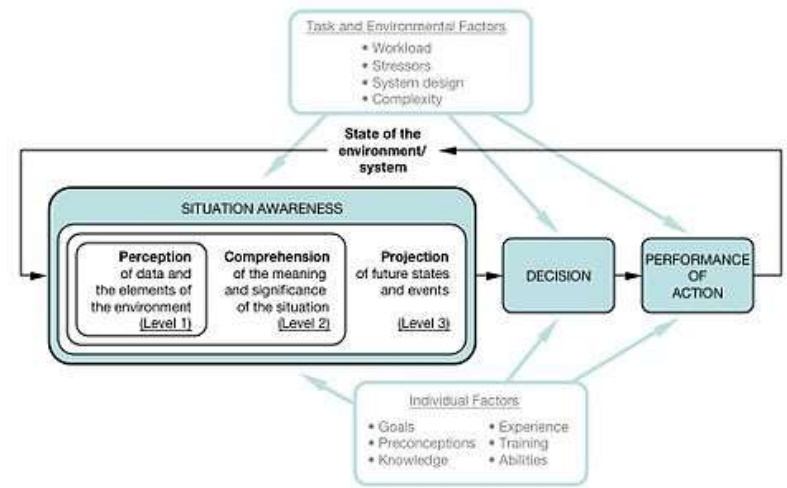 Task and Environmental Factors
• Workload
• Stressors
• System design
• Complexity
State of the
environment/
system
SITUATION AWARENESS
Perception
of data and
the elements of
the environment
(Level 1)
Comprehension
of the meaning
and significance
of the situation
(Level 2)
Projection
of future states
and events
(Level 3)
DECISION
PERFORMANCE
OF
ACTION
Individual Factors
• Goals
• Preconceptions
• Knowledge
• Experience
• Training
• Abilities